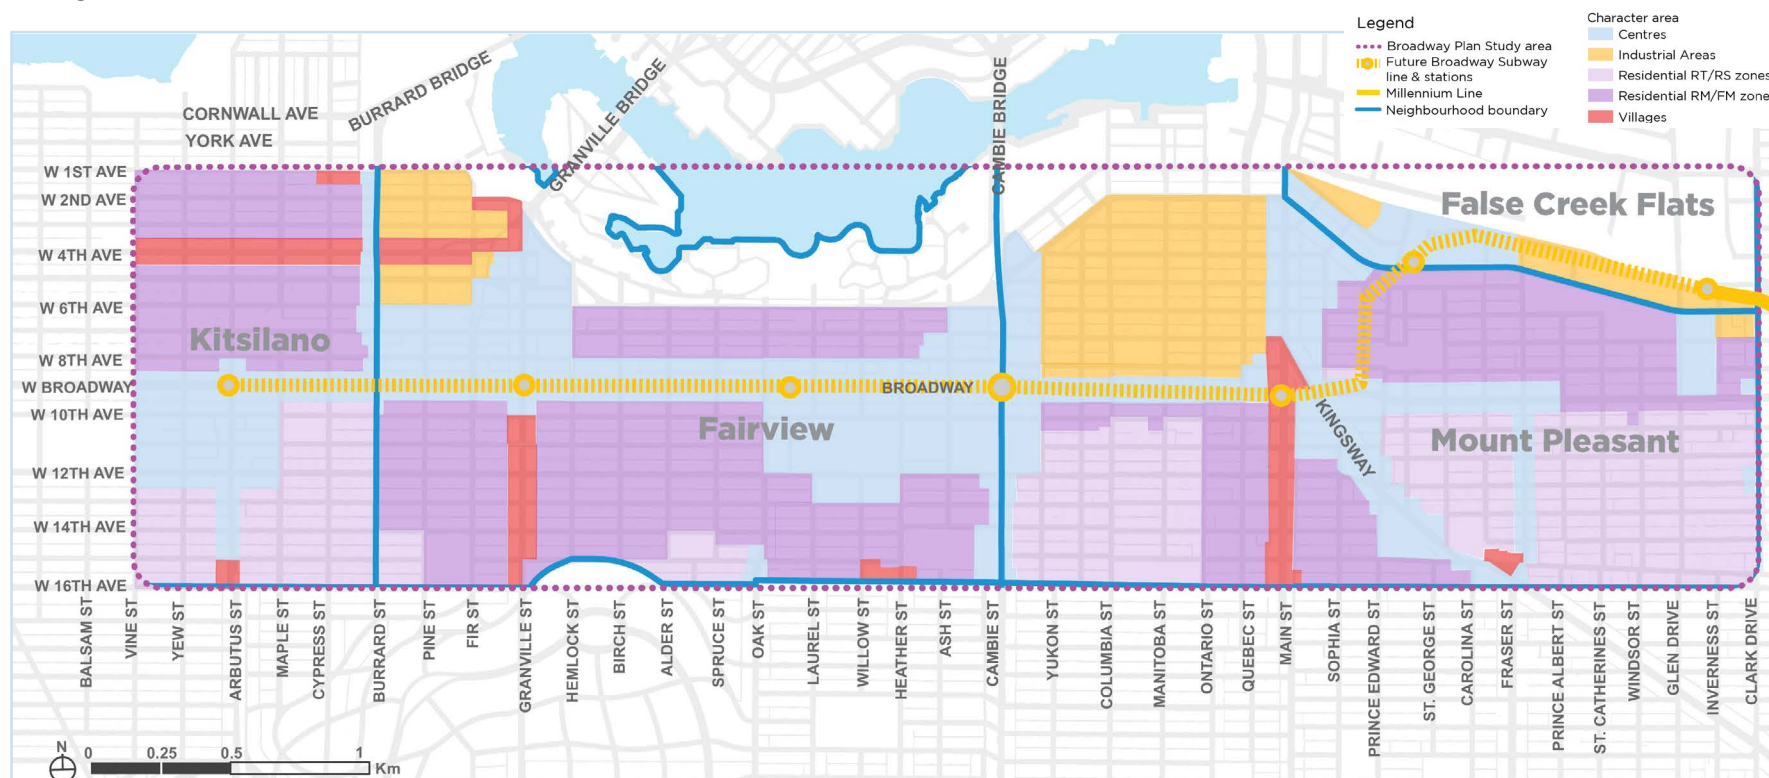 Legend
Broadway Plan Study area
Future Broadway Subway
line & stations
Millennium Line
Neighbourhood boundary
Character area
Centres
Industrial Areas
Residential RT/RS zones
Residential RM/FM zone
Villages
CORNWALL AVE
YORK AVE
BURRARD BRIDGE
GRANVILLE BRIDGE
CAMBIE BRIDGE
W 1ST AVE
W 2ND AVE
W 4TH AVE
W 6TH AVE
W 8TH AVE
W BROADWAY
W 10TH AVE
W 12TH AVE
W 14TH AVE
W 16TH AVE
False Creek Flats
Kitsilano
BROADWAY
Fairview
KINGSWAY
Mount Pleasant
BALSAM ST
VINE ST
YEW ST
ARBUTUS ST
MAPLE ST
CYPRESS ST
BURRARD ST
PINE ST
FIR ST
GRANVILLE ST
HEMLOCK ST
BIRCH ST
ALDER ST
SPRUCE ST
OAK ST
LAUREL ST
WILLOW ST
HEATHER ST
ASH ST
CAMBIE ST
YUKON ST
COLUMBIA ST
MANITOBA ST
ONTARIO ST
QUEBEC ST
MAIN ST
SOPHIA ST
PRINCE EDWARD ST
ST. GEORGE ST
CAROLINA ST
FRASER ST
PRINCE ALBERT ST
ST. CATHERINES ST
WINDSOR ST
GLEN DRIVE
INVERNESS ST
CLARK DRIVE
N
0 0.25 0.5 1
Km